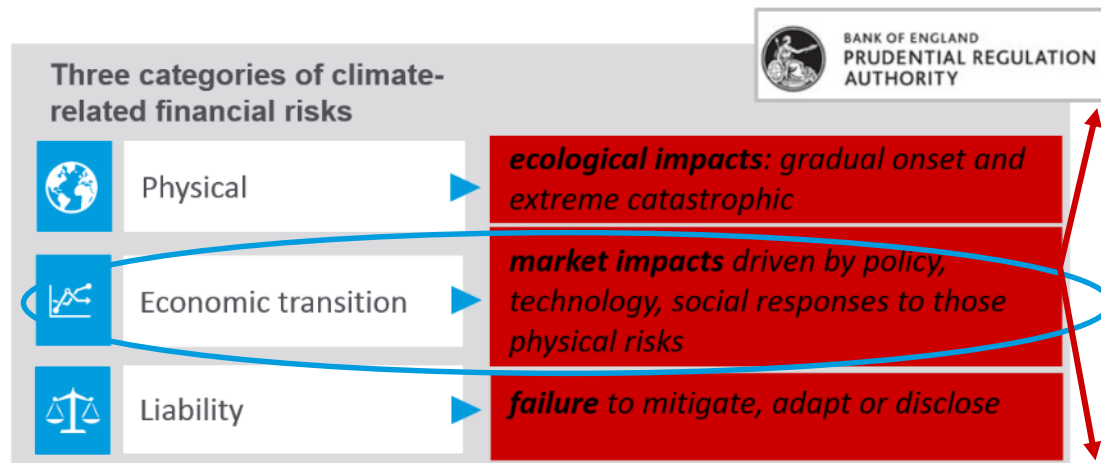 BANK OF ENGLAND
PRUDENTIAL REGULATION
AUTHORITY
Three categories of climate-
related financial risks
Physical
ecological impacts: gradual onset and
extreme catastrophic
Economic transition
market impacts driven by policy,
technology, social responses to those
physical risks
Liability
failure to mitigate, adapt or disclose